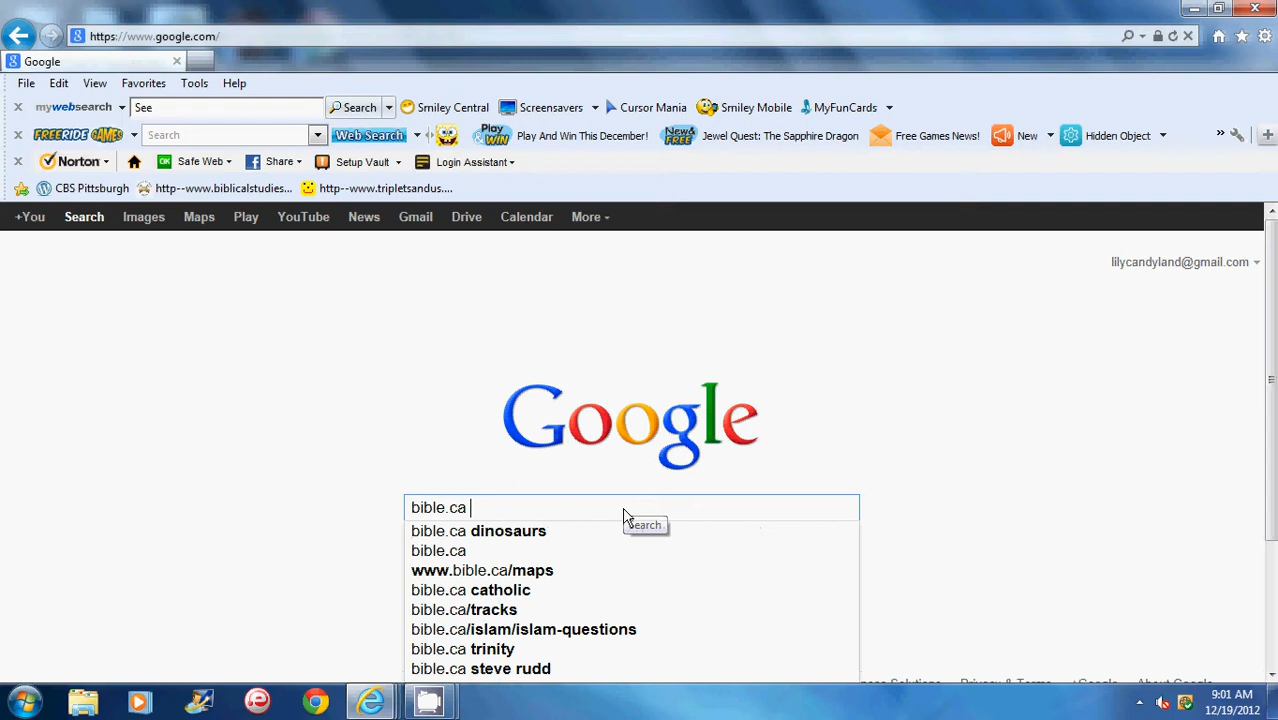 https://www.google.com/
Google
File Edit View Favorites Tools Help
mywebsearch See Search Smiley Central Screensavers Cursor Mania Smiley Mobile MyFunCards
FREERIDE GAMES Search Web Search Play WIN Play And Win This December! New& FREE Jewel Quest: The Sapphire Dragon Free Games News! New Hidden Object
Norton OK Safe Web Share Setup Vault Login Assistant
CBS Pittsburgh http--www.biblicalstudies... http--www.tripletsandus....
+You Search Images Maps Play YouTube News Gmail Drive Calendar More
lilycandyland@gmail.com
Google
bible.ca
Search
bible.ca dinosaurs
bible.ca
www.bible.ca/maps
bible.ca catholic
bible.ca/tracks
bible.ca/islam/islam-questions
bible.ca trinity
bible.ca steve rudd
9:01 AM
12/19/2012